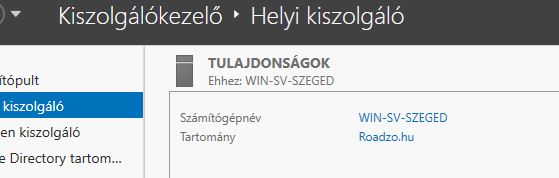 Kiszolgálókezelő • Helyi kiszolgáló
TULAJDONSÁGOK
Ehhez: WIN-SV-SZEGED
ítópult
kiszolgáló
en kiszolgáló
e Directory tartom...
Számítógépnév WIN-SV-SZEGED
Tartomány Roadzo.hu